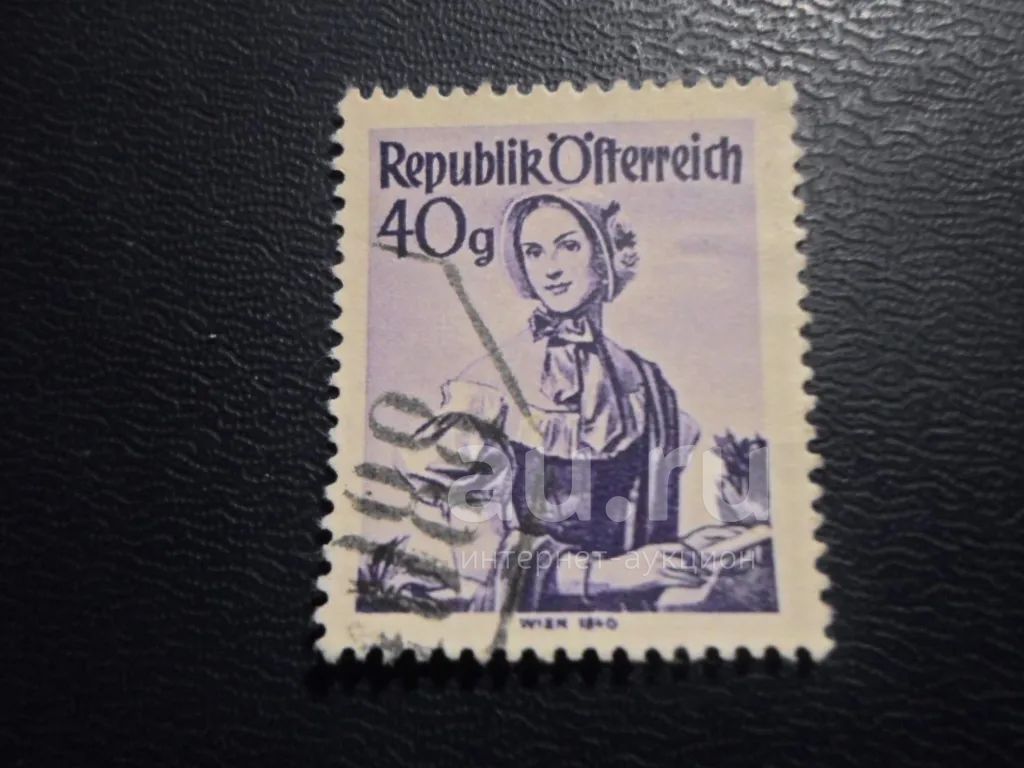 Republik Öſterreich
40g
au.ru
интернет-аукцион
WIEN 1840